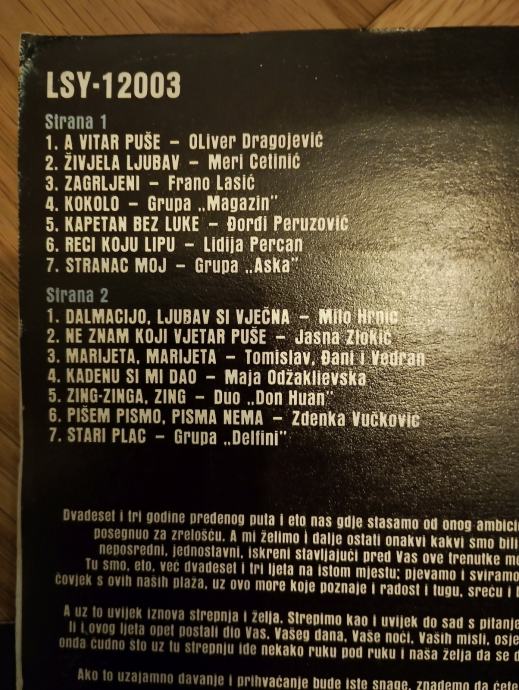 LSY-12003
Strana 1
1. A VITAR PUŠE – Oliver Dragojević
2. ŽIVJELA LJUBAV – Meri Cetinić
3. ZAGRLJENI – Frano Lasić
4. KOKOLO – Grupa „Magazin"
5. KAPETAN BEZ LUKE – Đorđi Peruzović
6. RECI KOJU LIPU – Lidija Percan
7. STRANAC MOJ – Grupa „Aska"
Strana 2
1. DALMACIJO, LJUBAV SI VJEČNA – Mišo Hrnić
2. NE ZNAM KOJI VJETAR PUŠE – Jasna Zlokić
3. MARIJETA, MARIJETA – Tomislav, Đani i Vedran
4. KADENU SI MI DAO – Maja Odžaklievska
5. ZING-ZINGA, ZING – Duo „Don Huan"
6. PIŠEM PISMO, PISMA NEMA – Zdenka Vučković
7. STARI PLAC – Grupa „Delfini"
Dvadeset i tri godine pređenog puta i eto nas gdje stasamo od onog
posegnuo za zrelošću. A mi želimo i dalje ostati onakvi kakvi smo bili
neposredni, jednostavni, iskreni stavljajući pred Vas ove trenutke
Tu smo, eto, već dvadeset i tri ljeta na istom mjestu; pjevamo i sviramo
čovjek s ovih naših plaža, uz ovo more koje poznaje i radost i tugu, sreću i
A uz to uvijek iznova strepnja i želja. Strepimo kao i uvijek do sad s
Ili i ovog ljeta opet postali dio Vas, Vašeg dana, Vaše noći, Vaših misli,
onda čudno što uz tu strepnju ide nekako ruku pod ruku i naša želja da se
Ako to uzajamno davanje i prihvaćanje bude iste snage, znademo da ćete